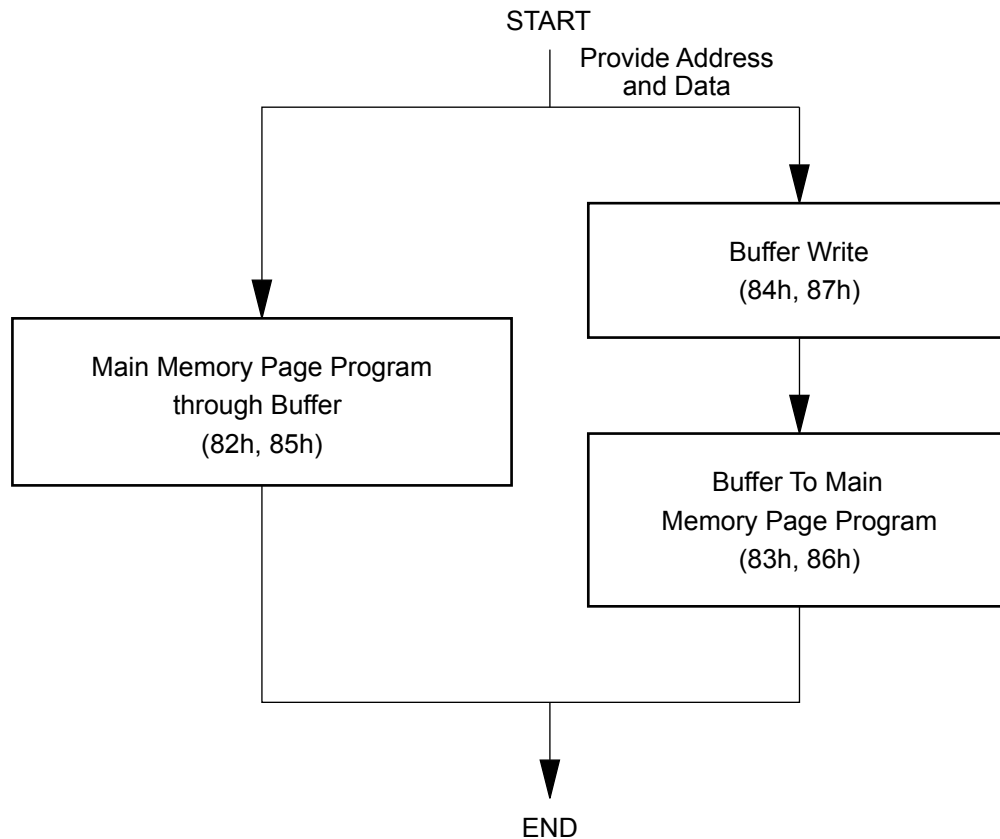 START
Provide Address
and Data
Buffer Write
(84h, 87h)
Main Memory Page Program
through Buffer
(82h, 85h)
Buffer To Main
Memory Page Program
(83h, 86h)
END